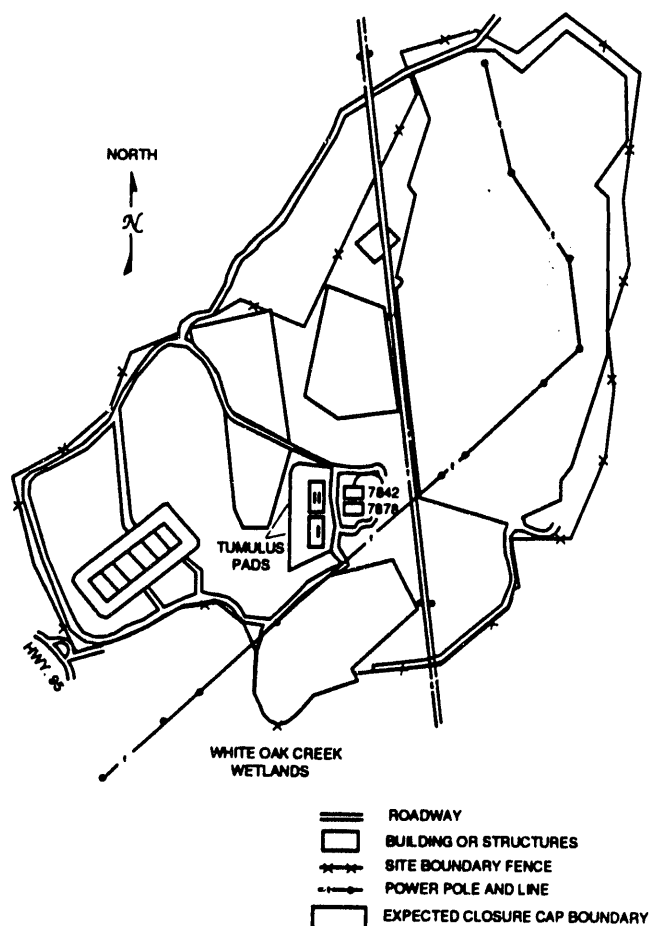 NORTH
N
7842
7878
TUMULUS
PADS
II
I
HWY. 95
WHITE OAK CREEK
WETLANDS
ROADWAY
BUILDING OR STRUCTURES
SITE BOUNDARY FENCE
POWER POLE AND LINE
EXPECTED CLOSURE CAP BOUNDARY